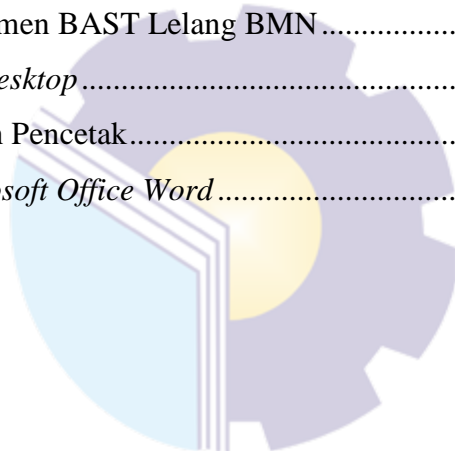 men BAST Lelang BMN....................
esktop................................................
n Pencetak..........................................
osoft Office Word..............................